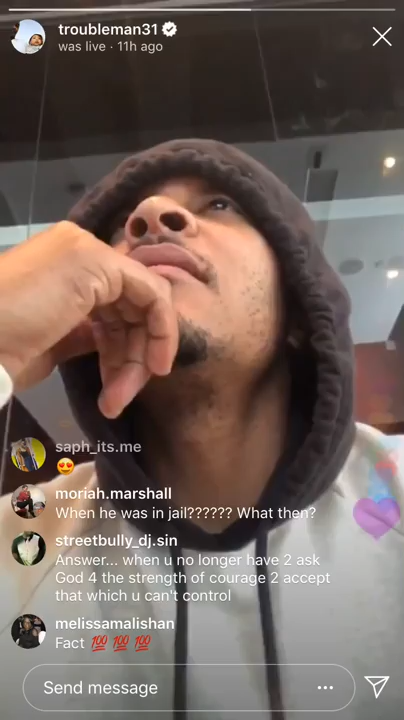 troubleman31
was live · 11h ago
saph_its.me
😍
moriah.marshall
When he was in jail?????? What then?
streetbully_dj.sin
Answer... when u no longer have 2 ask
God 4 the strength of courage 2 accept
that which u can't control
melissamalishan
Fact 💯 💯 💯
Send message